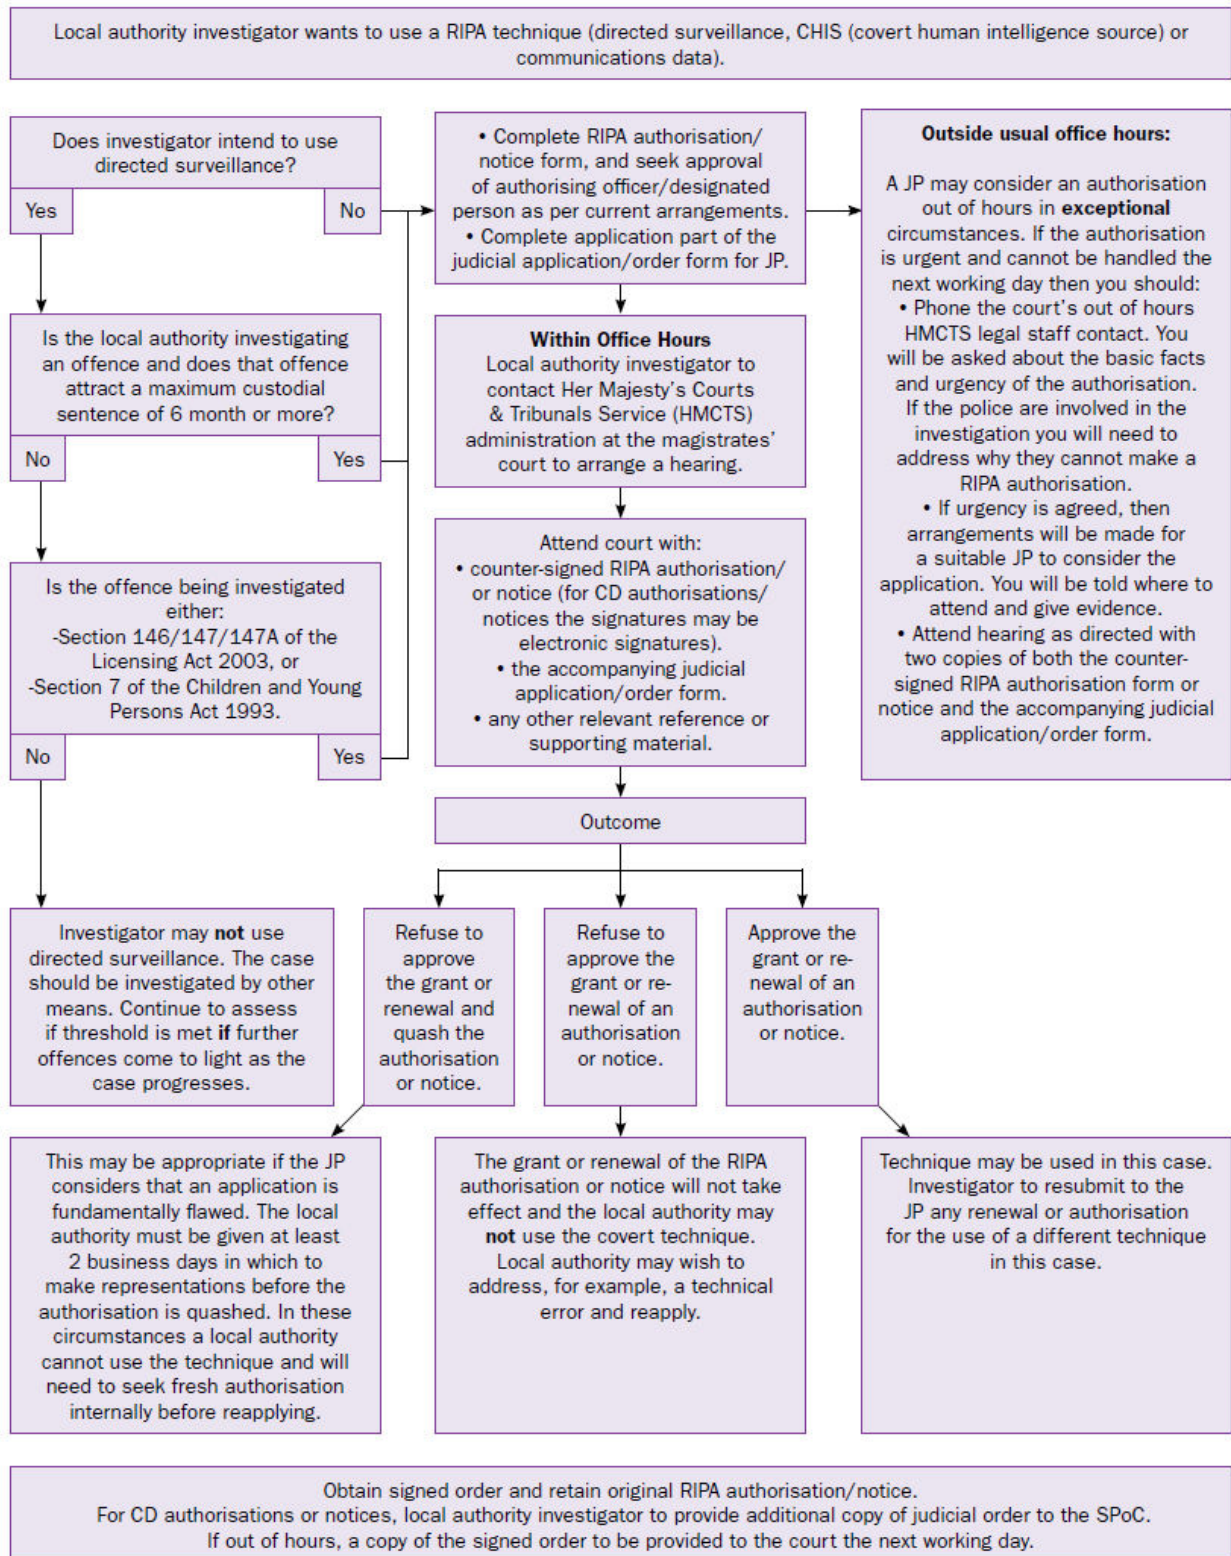 Local authority investigator wants to use a RIPA technique (directed surveillance, CHIS (covert human intelligence source) or
communications data).
Does investigator intend to use
directed surveillance?
Yes
No
Is the local authority investigating
an offence and does that offence
attract a maximum custodial
sentence of 6 month or more?
No
Yes
Is the offence being investigated
either:
-Section 146/147/147A of the
Licensing Act 2003, or
-Section 7 of the Children and Young
Persons Act 1993.
No
Yes
• Complete RIPA authorisation/
notice form, and seek approval
of authorising officer/designated
person as per current arrangements.
• Complete application part of the
judicial application/order form for JP.
Within Office Hours
Local authority investigator to
contact Her Majesty's Courts
& Tribunals Service (HMCTS)
administration at the magistrates'
court to arrange a hearing.
Attend court with:
• counter-signed RIPA authorisation/
or notice (for CD authorisations/
notices the signatures may be
electronic signatures).
• the accompanying judicial
application/order form.
• any other relevant reference or
supporting material.
Outside usual office hours:
A JP may consider an authorisation
out of hours in exceptional
circumstances. If the authorisation
is urgent and cannot be handled the
next working day then you should:
• Phone the court's out of hours
HMCTS legal staff contact. You
will be asked about the basic facts
and urgency of the authorisation.
If the police are involved in the
investigation you will need to
address why they cannot make a
RIPA authorisation.
• If urgency is agreed, then
arrangements will be made for
a suitable JP to consider the
application. You will be told where to
attend and give evidence.
• Attend hearing as directed with
two copies of both the counter-
signed RIPA authorisation form or
notice and the accompanying judicial
application/order form.
Outcome
Investigator may not use
directed surveillance. The case
should be investigated by other
means. Continue to assess
if threshold is met if further
offences come to light as the
case progresses.
Refuse to
approve
the grant or
renewal and
quash the
authorisation
or notice.
Refuse to
approve the
grant or re-
newal of an
authorisation
or notice.
Approve the
grant or re-
newal of an
authorisation
or notice.
This may be appropriate if the JP
considers that an application is
fundamentally flawed. The local
authority must be given at least
2 business days in which to
make representations before the
authorisation is quashed. In these
circumstances a local authority
cannot use the technique and will
need to seek fresh authorisation
internally before reapplying.
The grant or renewal of the RIPA
authorisation or notice will not take
effect and the local authority may
not use the covert technique.
Local authority may wish to
address, for example, a technical
error and reapply.
Technique may be used in this case.
Investigator to resubmit to the
JP any renewal or authorisation
for the use of a different technique
in this case.
Obtain signed order and retain original RIPA authorisation/notice.
For CD authorisations or notices, local authority investigator to provide additional copy of judicial order to the SPoC.
If out of hours, a copy of the signed order to be provided to the court the next working day.